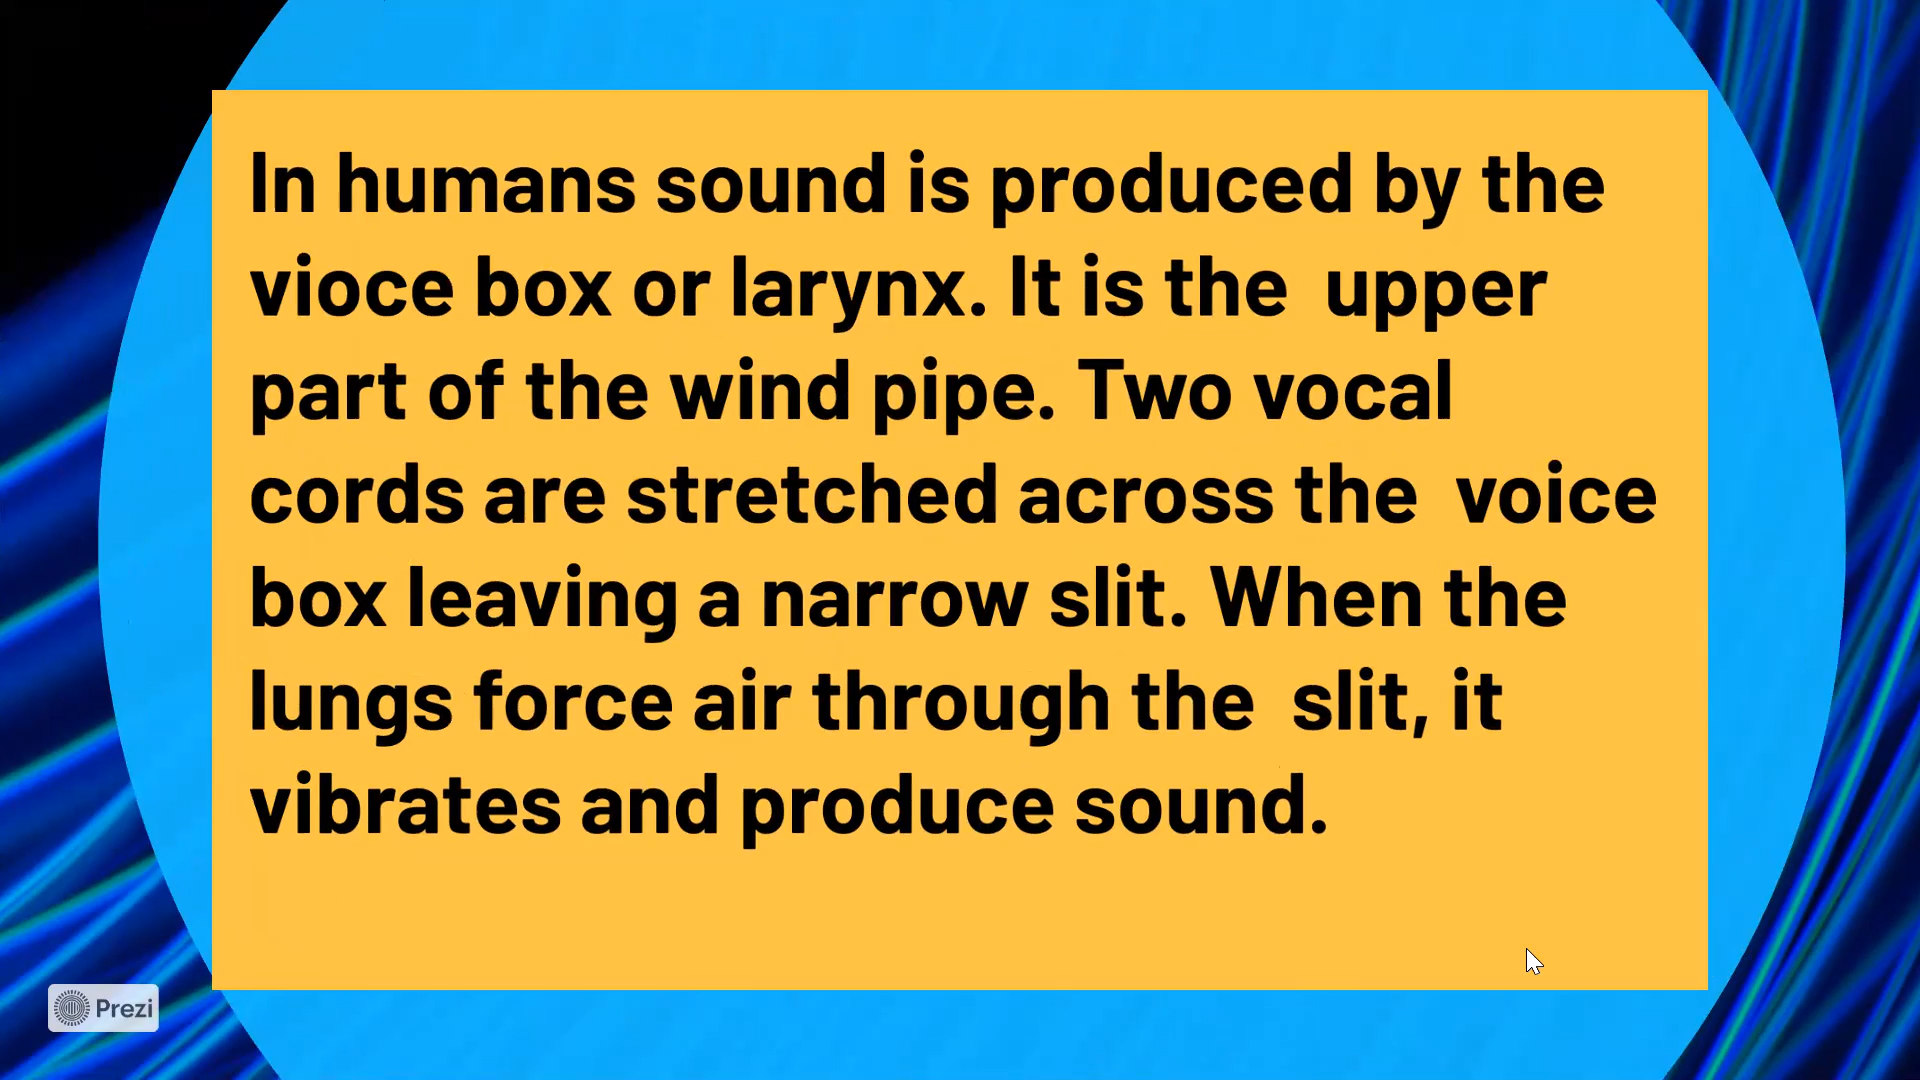 In humans sound is produced by the
vioce box or larynx. It is the  upper
part of the wind pipe. Two vocal
cords are stretched across the  voice
box leaving a narrow slit. When the
lungs force air through the  slit, it
vibrates and produce sound.
Prezi